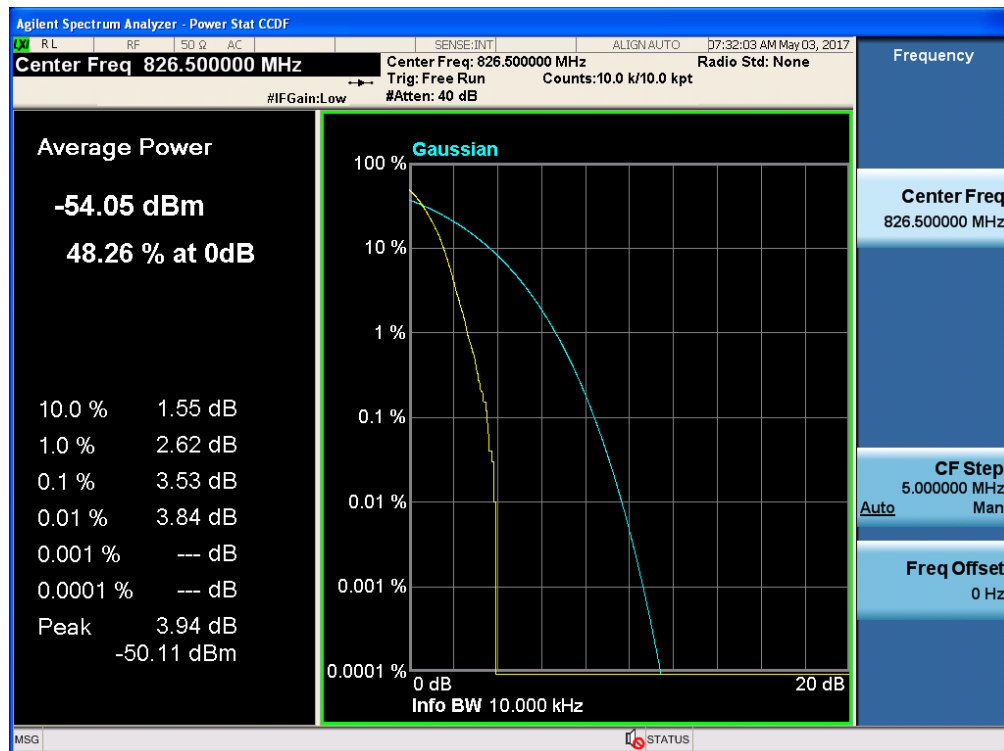 Agilent Spectrum Analyzer - Power Stat CCDF
LXI RL RF 50 Ω AC SENSE:INT ALIGN AUTO 07:32:03 AM May 03, 2017
Center Freq 826.500000 MHz
Center Freq: 826.500000 MHz Radio Std: None
Trig: Free Run Counts:10.0 k/10.0 kpt
#IFGain:Low #Atten: 40 dB
Average Power
-54.05 dBm
48.26 % at 0dB
10.0 % 1.55 dB
1.0 % 2.62 dB
0.1 % 3.53 dB
0.01 % 3.84 dB
0.001 % --- dB
0.0001 % --- dB
Peak 3.94 dB
-50.11 dBm
Gaussian
100 %
10 %
1 %
0.1 %
0.01 %
0.001 %
0.0001 %
0 dB 20 dB
Info BW 10.000 kHz
Frequency
Center Freq
826.500000 MHz
CF Step
5.000000 MHz
Auto Man
Freq Offset
0 Hz
MSG STATUS